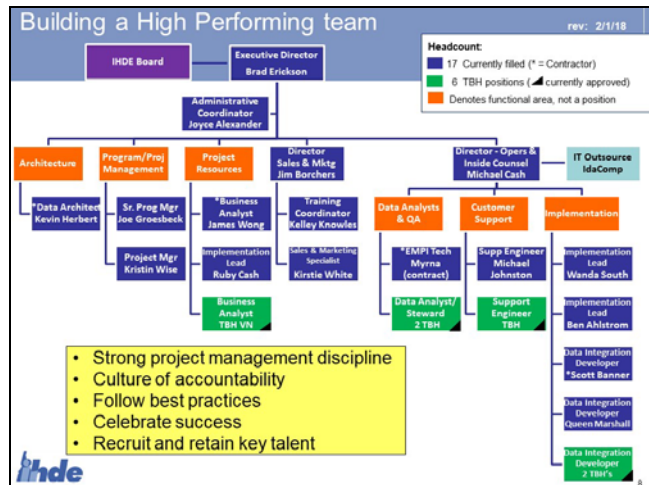 Building a High Performing team
rev: 2/1/18
Headcount:
17 Currently filled (* = Contractor)
6 TBH positions (◢ currently approved)
Denotes functional area, not a position
IHDE Board
Executive Director
Brad Erickson
Administrative
Coordinator
Joyce Alexander
Architecture
Program/Proj
Management
Project
Resources
Director
Sales & Mktg
Jim Borchers
Director - Opers &
Inside Counsel
Michael Cash
IT Outsource
IdaComp
*Data Architect
Kevin Herbert
Sr. Prog Mgr
Joe Groesbeck
Project Mgr
Kristin Wise
*Business
Analyst
James Wong
Implementation
Lead
Ruby Cash
Business
Analyst
TBH VN
Training
Coordinator
Kelley Knowles
Sales & Marketing
Specialist
Kirstie White
Data Analysts
& QA
Customer
Support
Implementation
*EMPI Tech
Myrna
(contract)
Data Analyst/
Steward
2 TBH
Supp Engineer
Michael
Johnston
Support
Engineer
TBH
Implementation
Lead
Wanda South
Implementation
Lead
Ben Ahlstrom
Data Integration
Developer
*Scott Banner
Data Integration
Developer
Queen Marshall
Data Integration
Developer
2 TBH's
• Strong project management discipline
• Culture of accountability
• Follow best practices
• Celebrate success
• Recruit and retain key talent
ihde